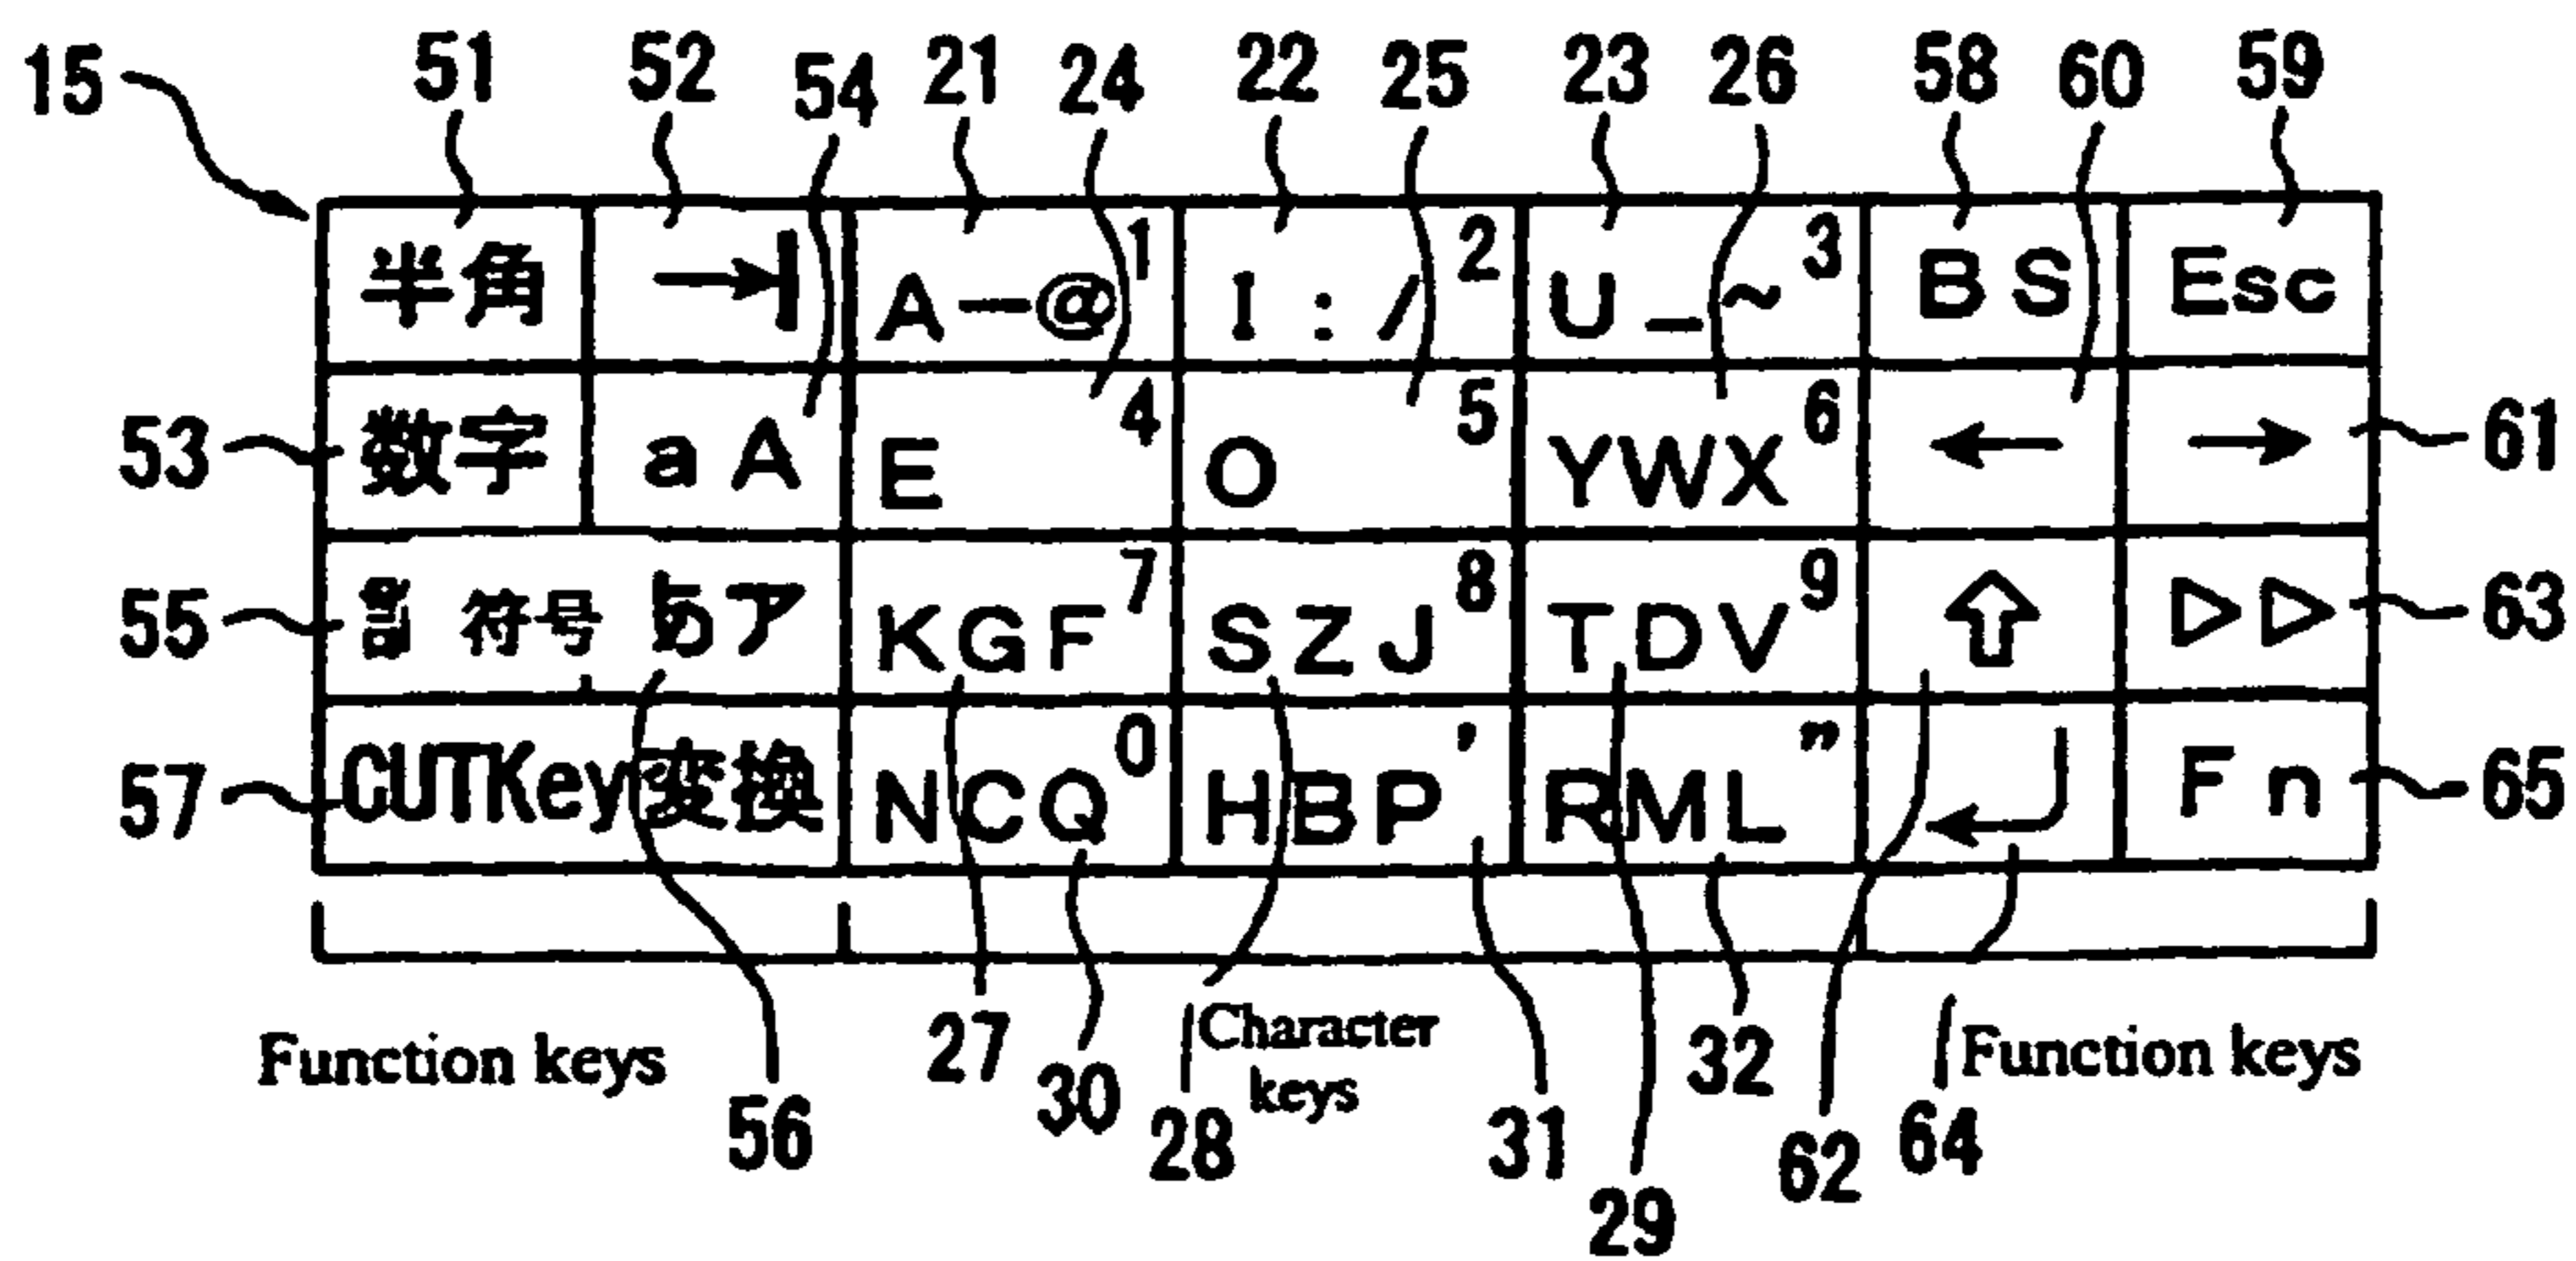 15 51 52 54 21 24 22 25 23 26 58 60 59
半角 →| A—@ 1 I : / 2 U _ ~ 3 BS Esc
53 数字 aA E 4 O 5 YWX 6 ← → 61
55 符号 あア KGF 7 SZJ 8 TDV 9 ⇧ ▷▷ 63
57 CUTKey変換 NCQ 0 HBP ' RML " ↵ Fn 65
Function keys 56 27 30 28 Character
keys 31 29 32 62 64 Function keys